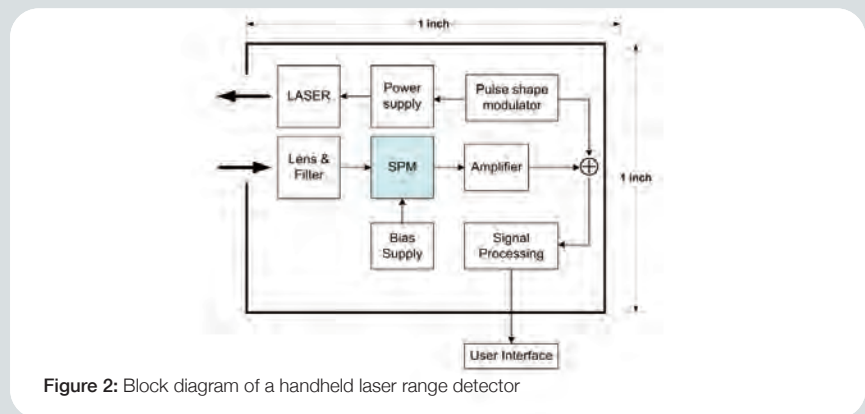 1 inch
LASER
Power
supply
Pulse shape
modulator
Lens &
Filter
SPM
Amplifier
1 inch
Bias
Supply
Signal
Processing
User Interface
Figure 2: Block diagram of a handheld laser range detector